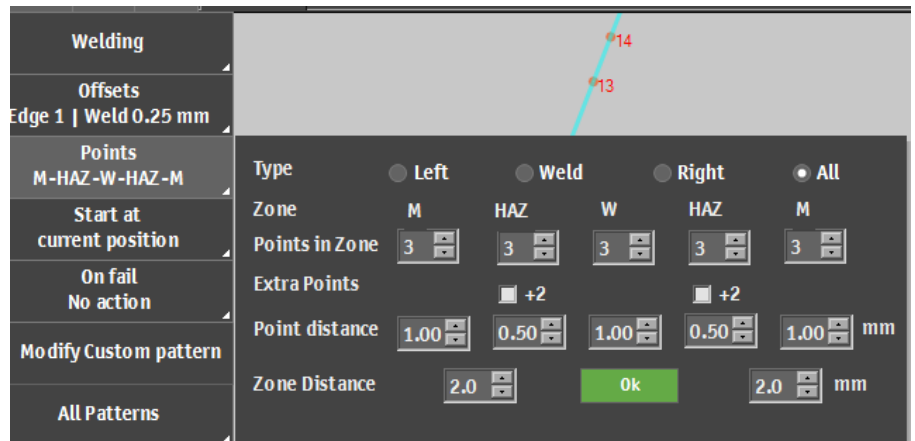 Welding
Offsets
Edge 1 | Weld 0.25 mm
Points
M-HAZ-W-HAZ-M
Start at
current position
On fail
No action
Modify Custom pattern
All Patterns
14
13
Type Left Weld Right All
Zone M HAZ W HAZ M
Points in Zone 3 3 3 3 3
Extra Points +2 +2
Point distance 1.00 0.50 1.00 0.50 1.00 mm
Zone Distance 2.0 Ok 2.0 mm